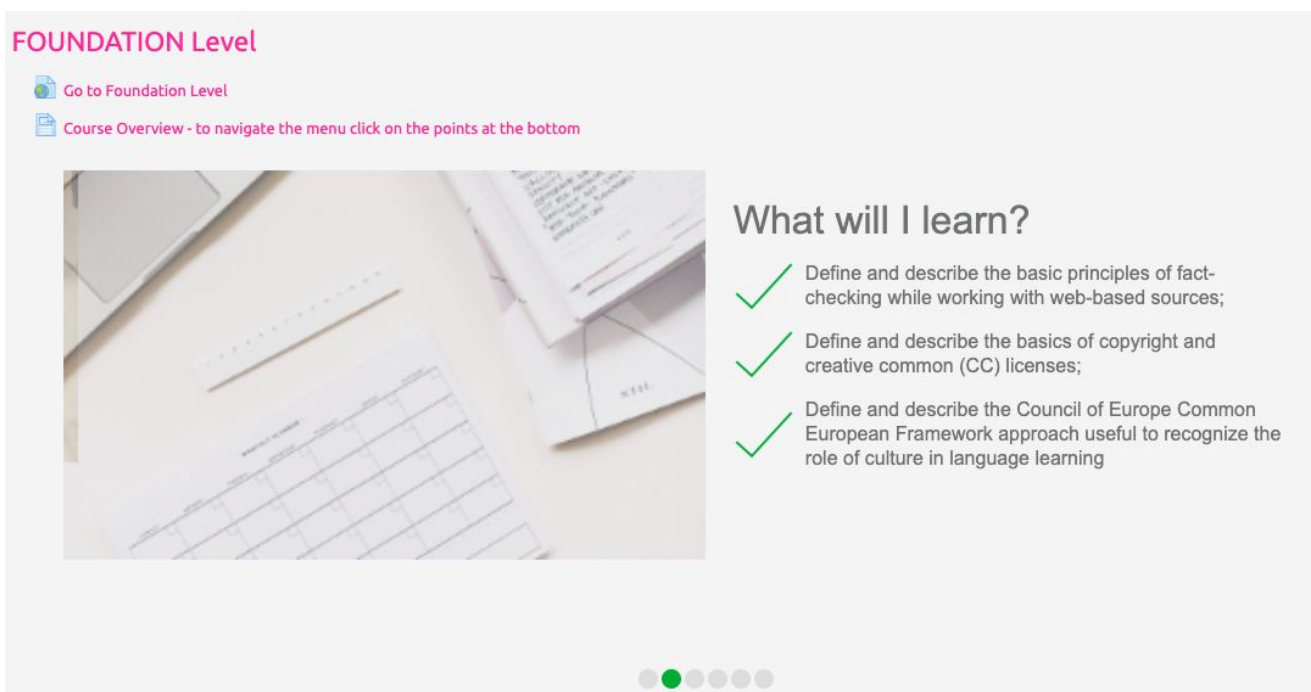 FOUNDATION Level
Go to Foundation Level
Course Overview - to navigate the menu click on the points at the bottom
What will I learn?
Define and describe the basic principles of fact-
checking while working with web-based sources;
Define and describe the basics of copyright and
creative common (CC) licenses;
Define and describe the Council of Europe Common
European Framework approach useful to recognize the
role of culture in language learning